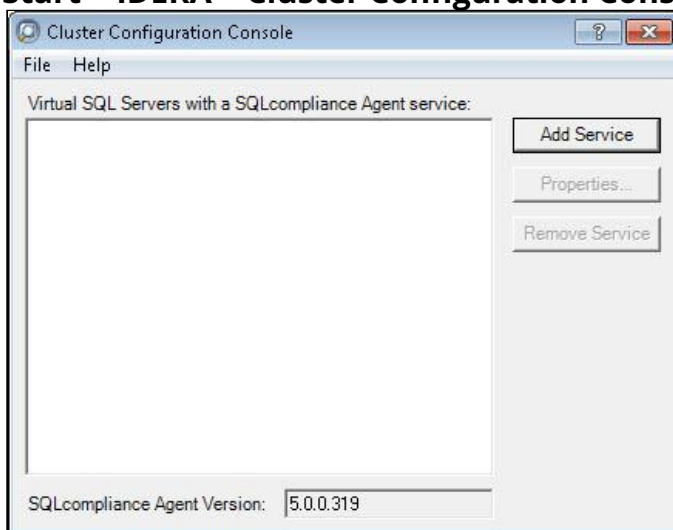 Cluster Configuration Console
File Help
Virtual SQL Servers with a SQLcompliance Agent service:
Add Service
Properties...
Remove Service
SQLcompliance Agent Version: 5.0.0.319